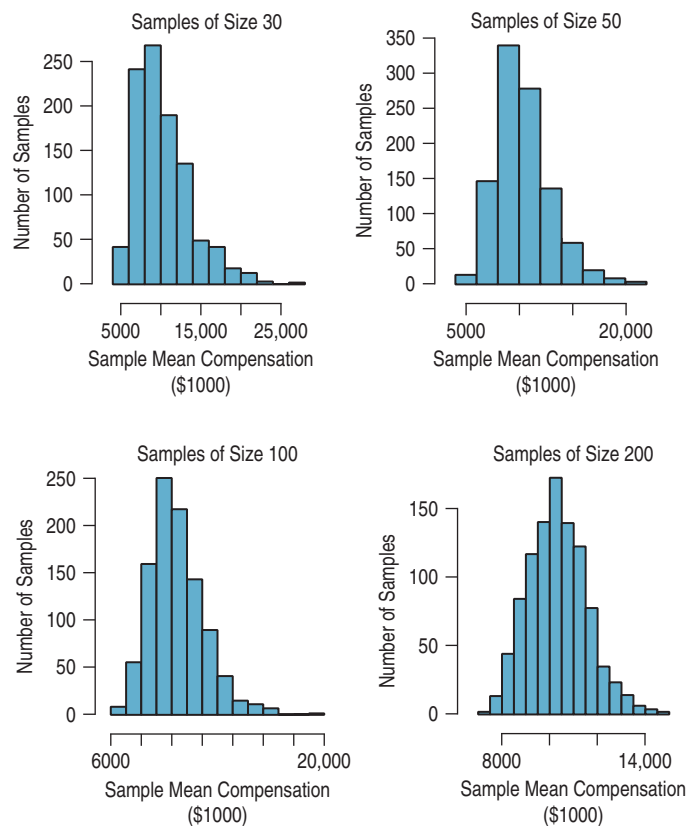 Samples of Size 30
Number of Samples
250
200
150
100
50
0
5000 15,000 25,000
Sample Mean Compensation
($1000)
Samples of Size 50
Number of Samples
350
300
250
200
150
100
50
0
5000 20,000
Sample Mean Compensation
($1000)
Samples of Size 100
Number of Samples
250
200
150
100
50
0
6000 20,000
Sample Mean Compensation
($1000)
Samples of Size 200
Number of Samples
150
100
50
0
8000 14,000
Sample Mean Compensation
($1000)